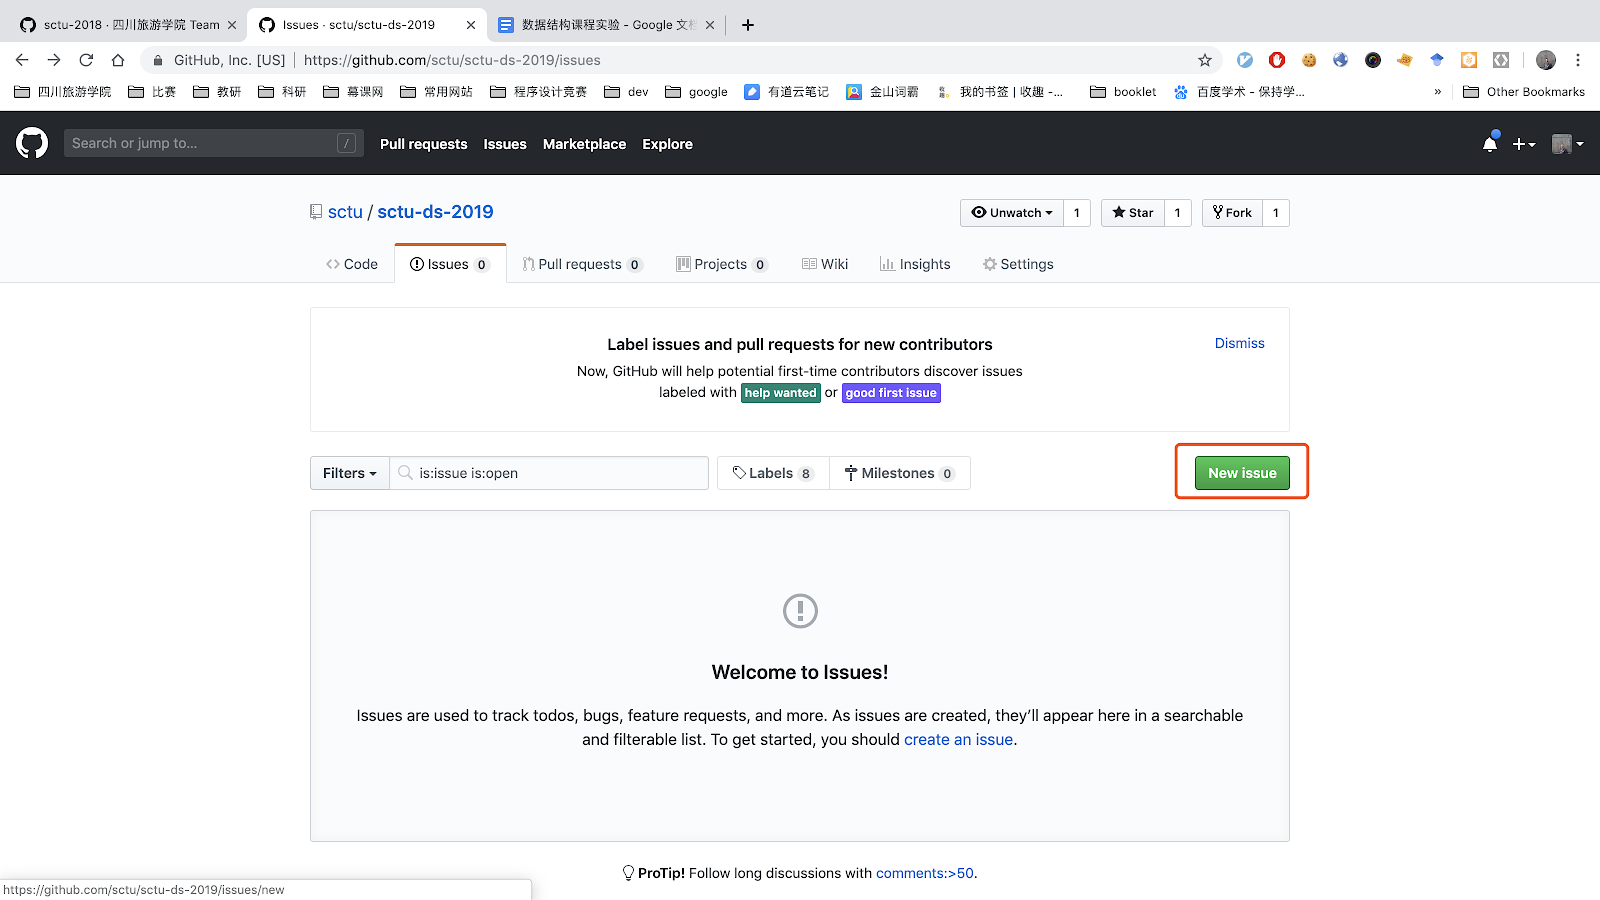 sctu-2018 · 四川旅游学院 Team
Issues · sctu/sctu-ds-2019
数据结构课程实验 - Google 文
GitHub, Inc. [US] https://github.com/sctu/sctu-ds-2019/issues
四川旅游学院 比赛 教研 科研 慕课网 常用网站 程序设计竞赛 dev google 有道云笔记 金山词霸 我的书签 | 收趣 -... booklet 百度学术 - 保持学... » Other Bookmarks
Search or jump to... / Pull requests Issues Marketplace Explore
sctu / sctu-ds-2019 Unwatch 1 Star 1 Fork 1
Code Issues 0 Pull requests 0 Projects 0 Wiki Insights Settings
Label issues and pull requests for new contributors
Dismiss
Now, GitHub will help potential first-time contributors discover issues
labeled with help wanted or good first issue
Filters is:issue is:open Labels 8 Milestones 0 New issue
Welcome to Issues!
Issues are used to track todos, bugs, feature requests, and more. As issues are created, they’ll appear here in a searchable
and filterable list. To get started, you should create an issue.
ProTip! Follow long discussions with comments:>50.
https://github.com/sctu/sctu-ds-2019/issues/new